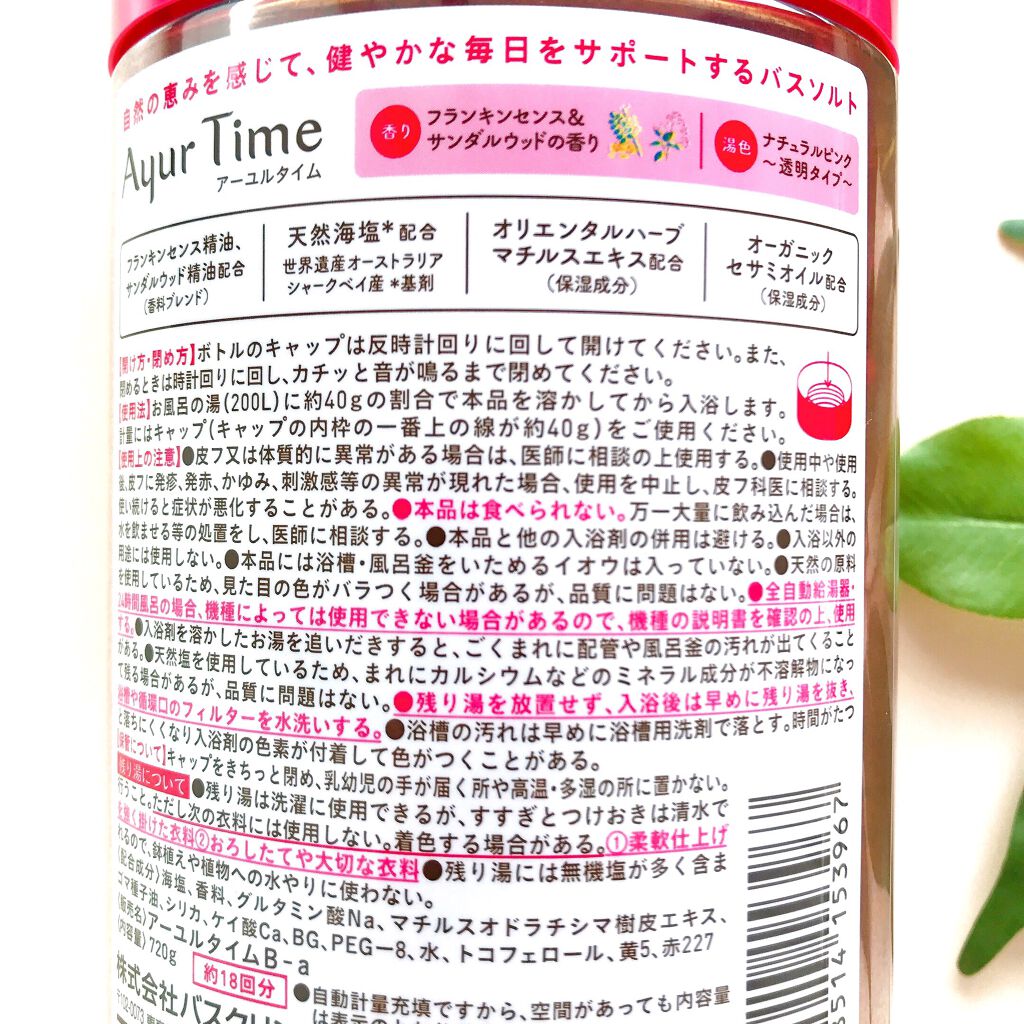 自然の恵みを感じて、健やかな毎日をサポートするバスソルト
Ayur Time
アーユルタイム
香り
フランキンセンス&
サンダルウッドの香り
湯色
ナチュラルピンク
〜透明タイプ〜
フランキンセンス精油、
サンダルウッド精油配合
(香料ブレンド)
天然海塩*配合
世界遺産オーストラリア
シャークベイ産 *基剤
オリエンタルハーブ
マチルスエキス配合
(保湿成分)
オーガニック
セサミオイル配合
(保湿成分)
【開け方・閉め方】ボトルのキャップは反時計回りに回して開けてください。また、
閉めるときは時計回りに回し、カチッと音が鳴るまで閉めてください。
【使用法】お風呂の湯(200L)に約40gの割合で本品を溶かしてから入浴します。
計量にはキャップ(キャップの内枠の一番上の線が約40g)をご使用ください。
【使用上の注意】●皮フ又は体質的に異常がある場合は、医師に相談の上使用する。●使用中や使用
後、皮フに発疹、発赤、かゆみ、刺激感等の異常が現れた場合、使用を中止し、皮フ科医に相談する。
使い続けると症状が悪化することがある。●本品は食べられない。万一大量に飲み込んだ場合は、
水を飲ませる等の処置をし、医師に相談する。●本品と他の入浴剤の併用は避ける。●入浴以外の
用途には使用しない。●本品には浴槽・風呂釜をいためるイオウは入っていない。●天然の原料
を使用しているため、見た目の色がバラつく場合があるが、品質に問題はない。●全自動給湯器・
24時間風呂の場合、機種によっては使用できない場合があるので、機種の説明書を確認の上、使用
する。●入浴剤を溶かしたお湯を追いだきすると、ごくまれに配管や風呂釜の汚れが出てくること
がある。●天然塩を使用しているため、まれにカルシウムなどのミネラル成分が不溶解物になっ
て残る場合があるが、品質に問題はない。●残り湯を放置せず、入浴後は早めに残り湯を抜き、
浴槽や循環口のフィルターを水洗いする。●浴槽の汚れは早めに浴槽用洗剤で落とす。時間がたつ
と落ちにくくなり入浴剤の色素が付着して色がつくことがある。
【保管について】キャップをきちっと閉め、乳幼児の手が届く所や高温・多湿の所に置かない。
残り湯について●残り湯は洗濯に使用できるが、すすぎとつけおきは清水で
行うこと。ただし次の衣料には使用しない。着色する場合がある。①柔軟仕上げ
を施く掛けた衣料②おろしたてや大切な衣料●残り湯には無機塩が多く含ま
れるので、鉢植えや植物への水やりに使わない。
〈配合成分〉海塩、香料、グルタミン酸Na、マチルスオドラチシマ樹皮エキス、
ゴマ種子油、シリカ、ケイ酸Ca、BG、PEG−8、水、トコフェロール、黄5、赤227
〈販売名〉アーユルタイムB-a
〈内容量〉720g
約18回分
株式会社バスクリ
〒102-0073
●自動計量充填ですから、空間があっても内容量
は表示の
8514 153967